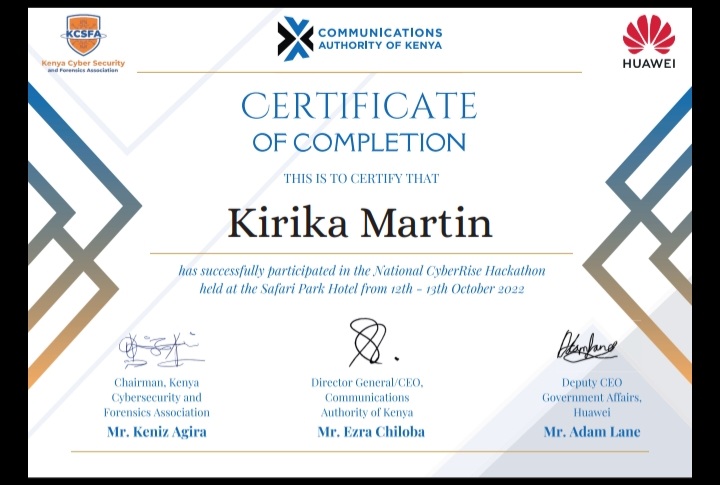 KCSFA
Kenya Cyber Security
and Forensics Association
COMMUNICATIONS
AUTHORITY OF KENYA
HUAWEI
CERTIFICATE
OF COMPLETION
THIS IS TO CERTIFY THAT
Kirika Martin
has successfully participated in the National CyberRise Hackathon
held at the Safari Park Hotel from 12th - 13th October 2022
Chairman, Kenya
Cybersecurity and
Forensics Association
Mr. Keniz Agira
Director General/CEO,
Communications
Authority of Kenya
Mr. Ezra Chiloba
Deputy CEO
Government Affairs,
Huawei
Mr. Adam Lane